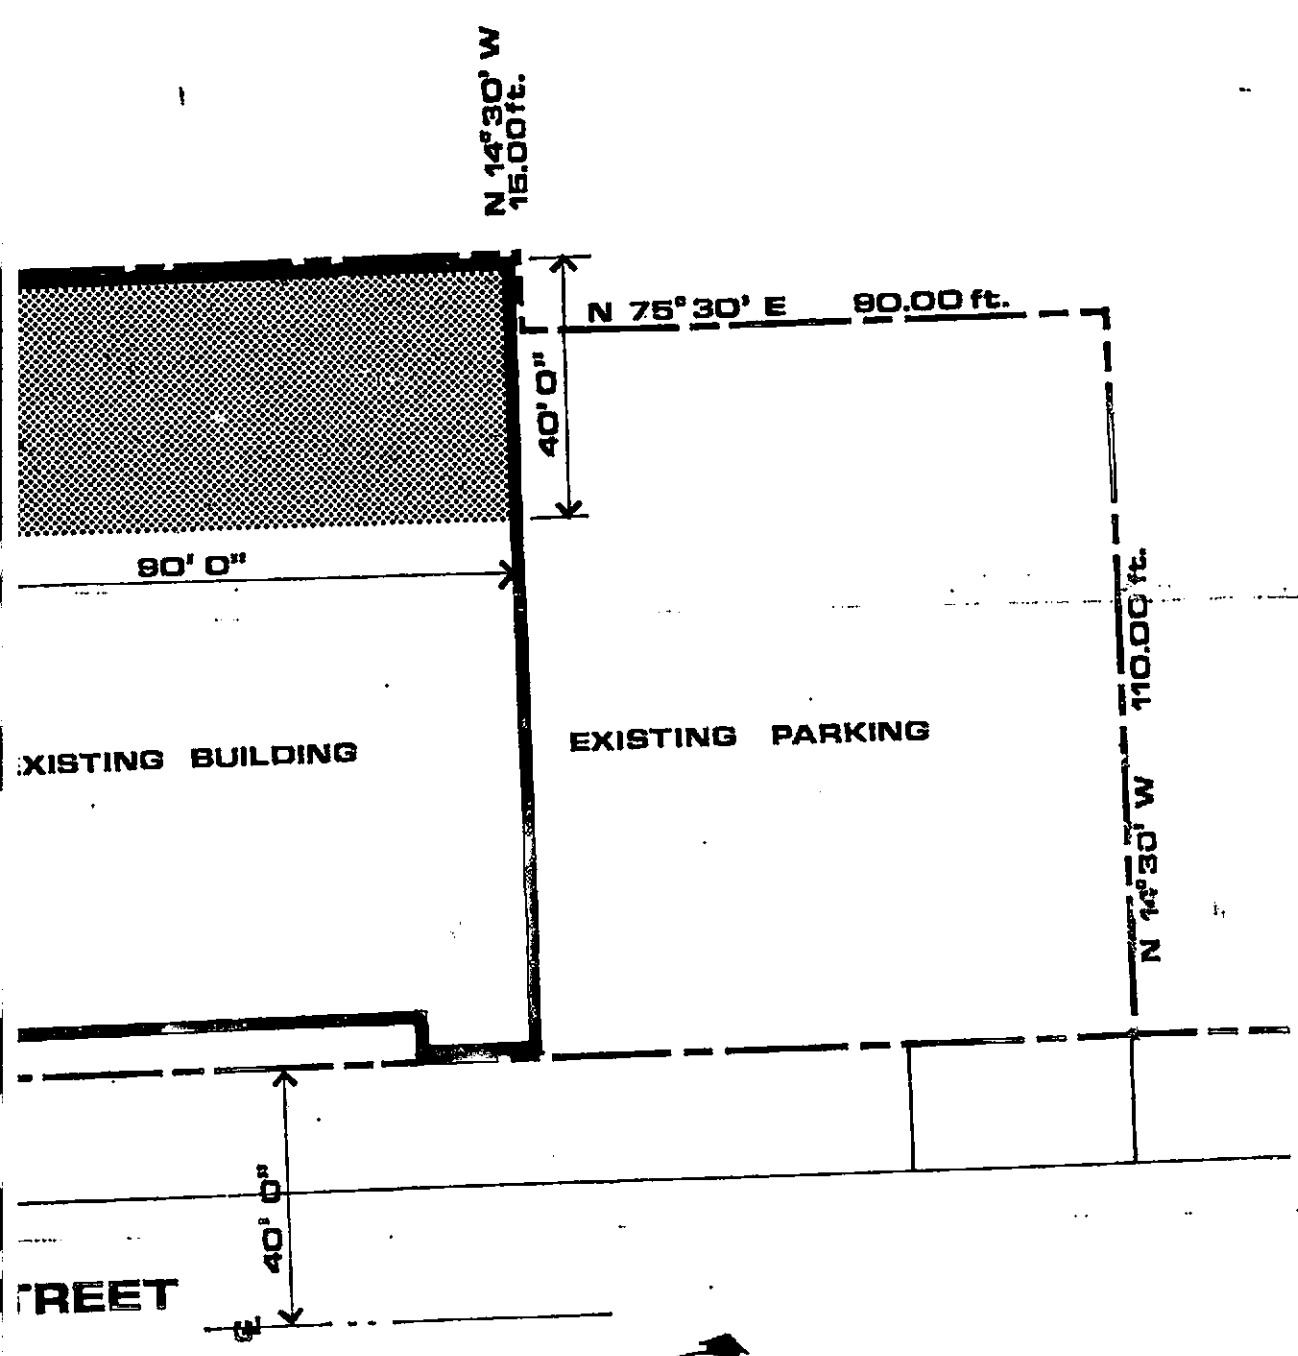 N 14°30' W
15.00 ft.
N 75°30' E 90.00 ft.
40' 0"
90' 0"
110.00 ft.
EXISTING PARKING
XISTING BUILDING
N 14°30' W
40' 0"
TREET